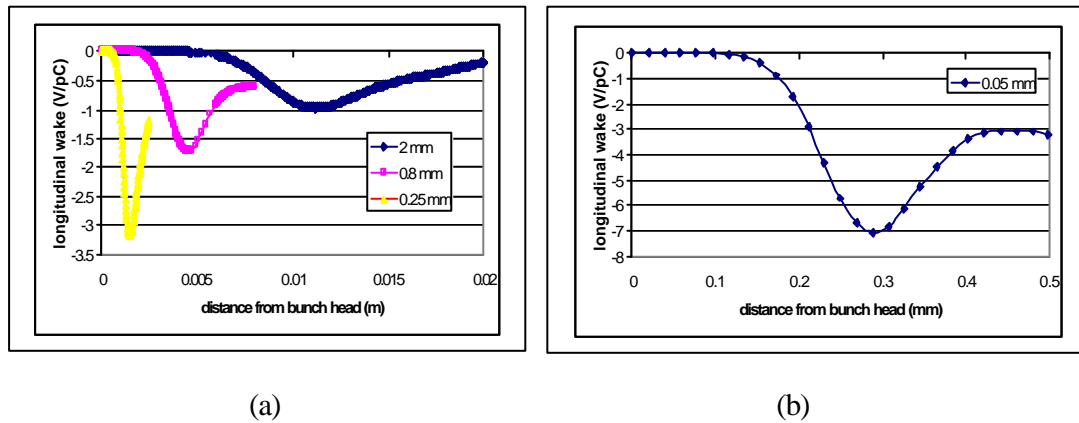 0
-0.5
-1
-1.5
-2
-2.5
-3
-3.5
longitudinal wake (V/pC)
0 0.005 0.01 0.015 0.02
distance from bunch head (m)
2 mm
0.8 mm
0.25 mm
(a)
0
-1
-2
-3
-4
-5
-6
-7
-8
longitudinal wake (V/pC)
0 0.1 0.2 0.3 0.4 0.5
distance from bunch head (mm)
0.05 mm
(b)